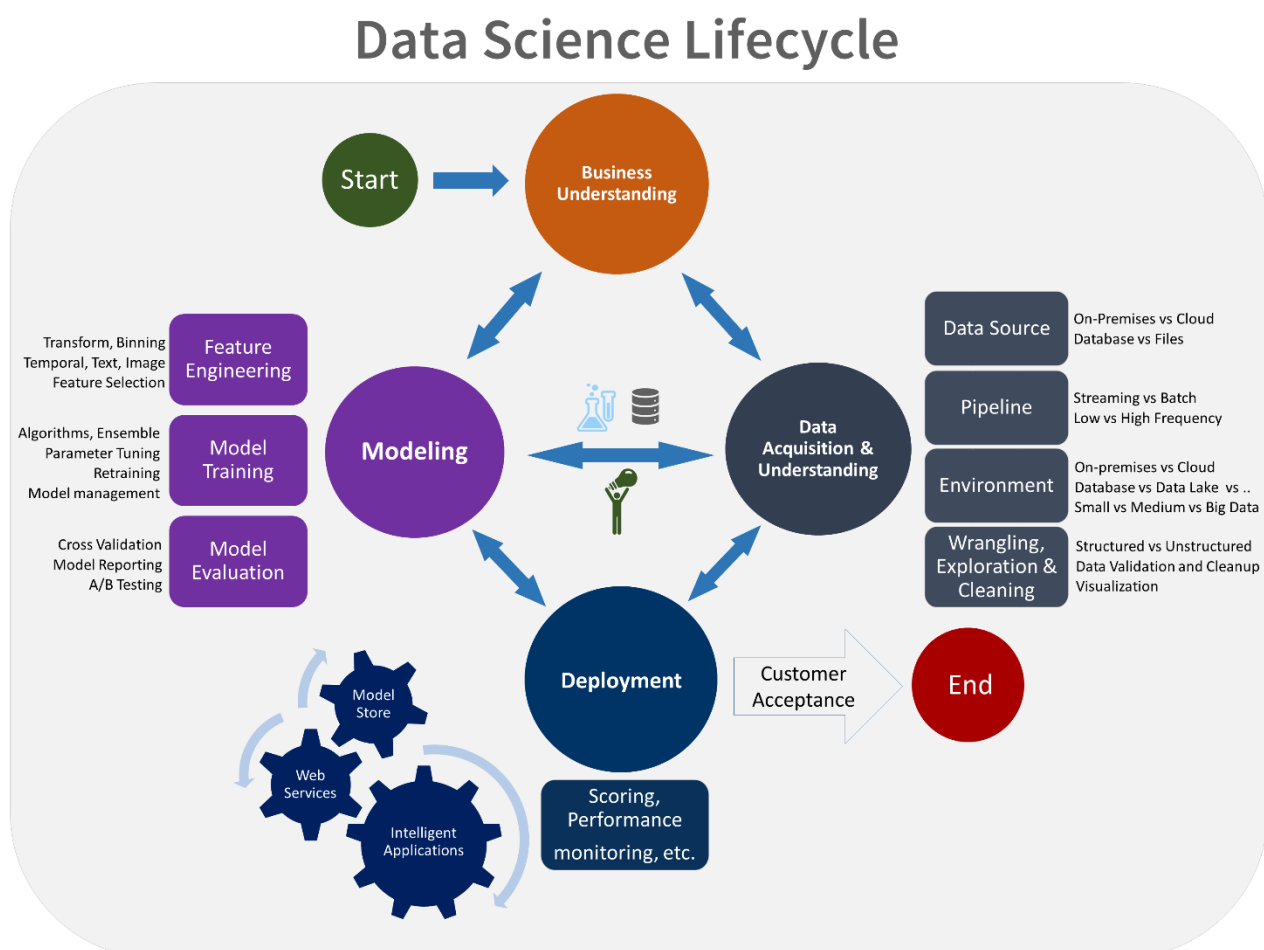 Data Science Lifecycle
Start
Business
Understanding
Transform, Binning
Temporal, Text, Image
Feature Selection
Feature
Engineering
Algorithms, Ensemble
Parameter Tuning
Retraining
Model management
Model
Training
Cross Validation
Model Reporting
A/B Testing
Model
Evaluation
Modeling
Data
Acquisition &
Understanding
Data Source
On-Premises vs Cloud
Database vs Files
Pipeline
Streaming vs Batch
Low vs High Frequency
Environment
On-premises vs Cloud
Database vs Data Lake vs ..
Small vs Medium vs Big Data
Wrangling,
Exploration &
Cleaning
Structured vs Unstructured
Data Validation and Cleanup
Visualization
Deployment
Customer
Acceptance
End
Model
Store
Web
Services
Intelligent
Applications
Scoring,
Performance
monitoring, etc.